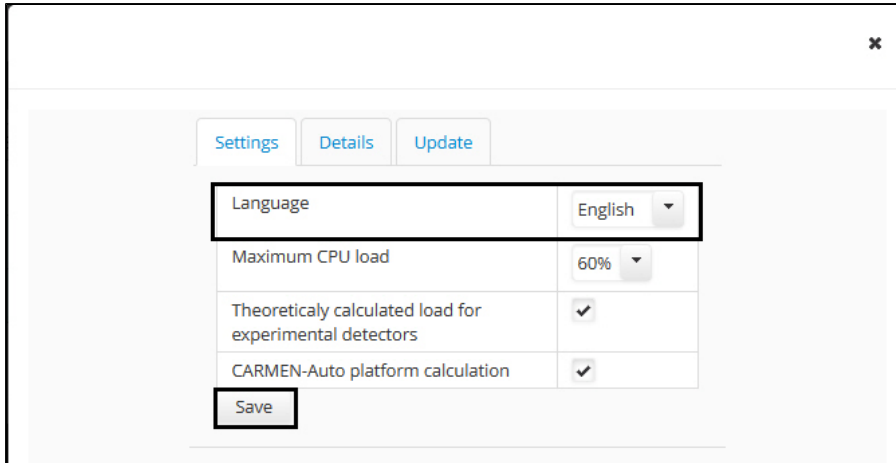 Settings Details Update
Language English
Maximum CPU load 60%
Theoreticaly calculated load for
experimental detectors
CARMEN-Auto platform calculation
Save